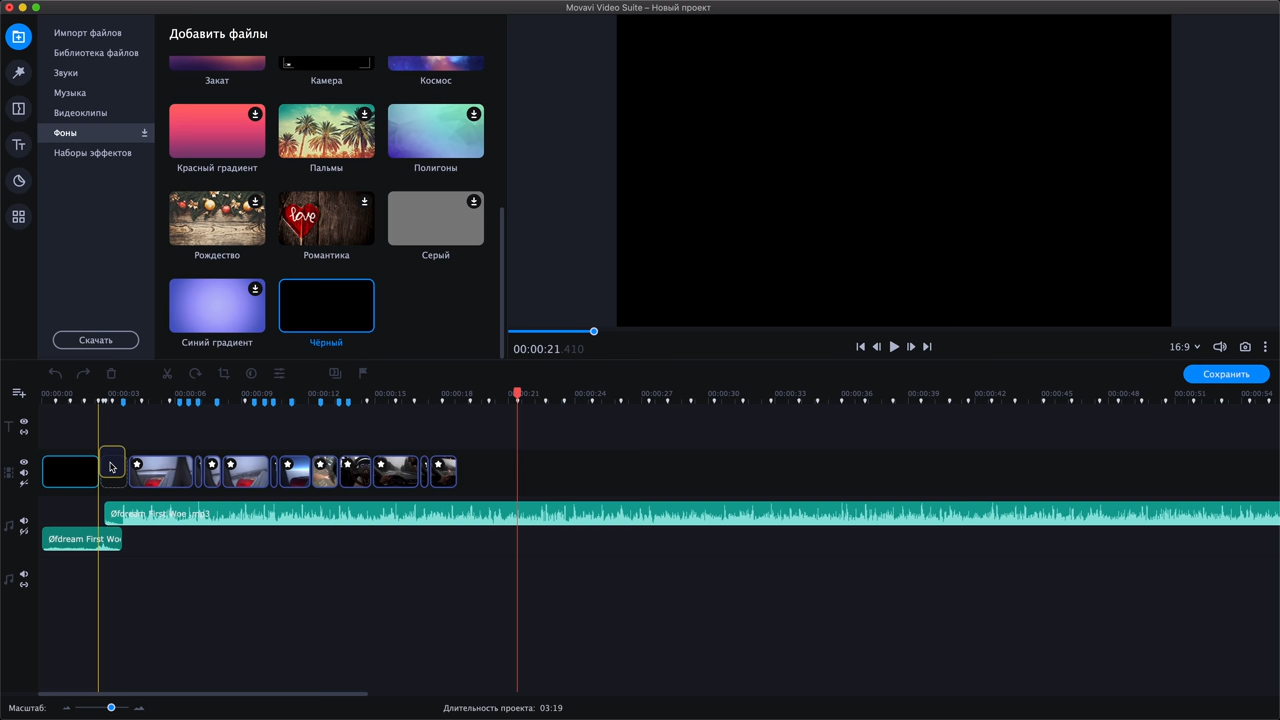 Movavi Video Suite – Новый проект
Импорт файлов
Библиотека файлов
Звуки
Музыка
Видеоклипы
Фоны
Наборы эффектов
Скачать
Добавить файлы
Закат
Камера
Космос
Красный градиент
Пальмы
Полигоны
love
Рождество
Романтика
Серый
Синий градиент
Чёрный
00:00:21.410
16:9
Сохранить
00:00:00 00:00:03 00:00:06 00:00:09 00:00:12 00:00:15 00:00:18 00:00:21 00:00:24 00:00:27 00:00:30 00:00:33 00:00:36 00:00:39 00:00:42 00:00:45 00:00:48 00:00:51 00:00:54
Øfdream First Woe .mp3
Øfdream First Woe
Масштаб:
Длительность проекта: 03:19